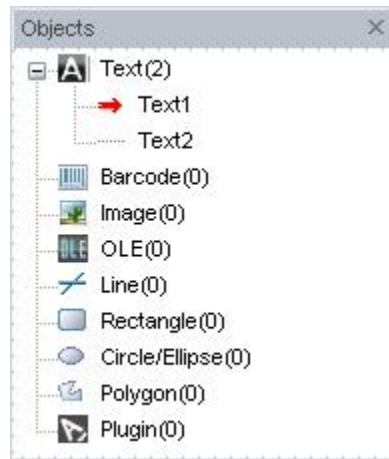 Objects
Text(2)
Text1
Text2
Barcode(0)
Image(0)
OLE(0)
Line(0)
Rectangle(0)
Circle/Ellipse(0)
Polygon(0)
Plugin(0)